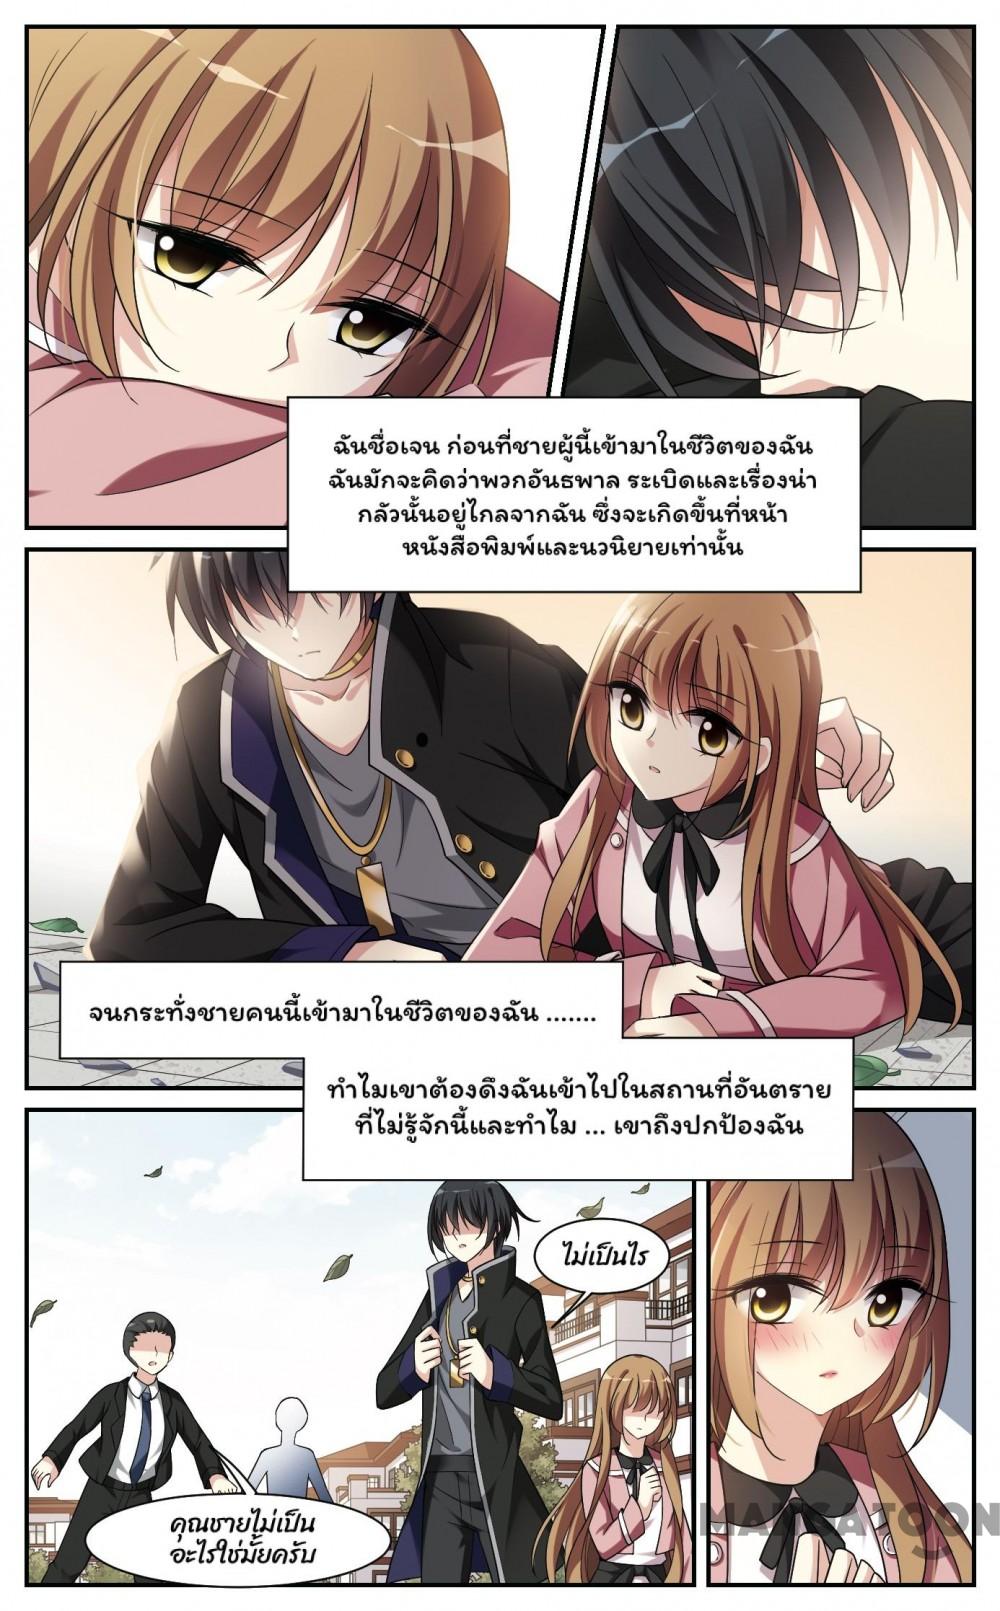 ฉันชื่อเจน ก่อนที่ชายผู้นี้เข้ามาในชีวิตของฉัน
ฉันมักจะคิดว่าพวกอันธพาล ระเบิดและเรื่องน่า
กลัวนั้นอยู่ไกลจากฉัน ซึ่งจะเกิดขึ้นที่หน้า
หนังสือพิมพ์และนวนิยายเท่านั้น
จนกระทั่งชายคนนี้เข้ามาในชีวิตของฉัน .......
ทำไมเขาต้องดึงฉันเข้าไปในสถานที่อันตราย
ที่ไม่รู้จักนี้และทำไม ... เขาถึงปกป้องฉัน
ไม่เป็นไร
คุณชายไม่เป็น
อะไรใช่มั้ยครับ
MANGATOON